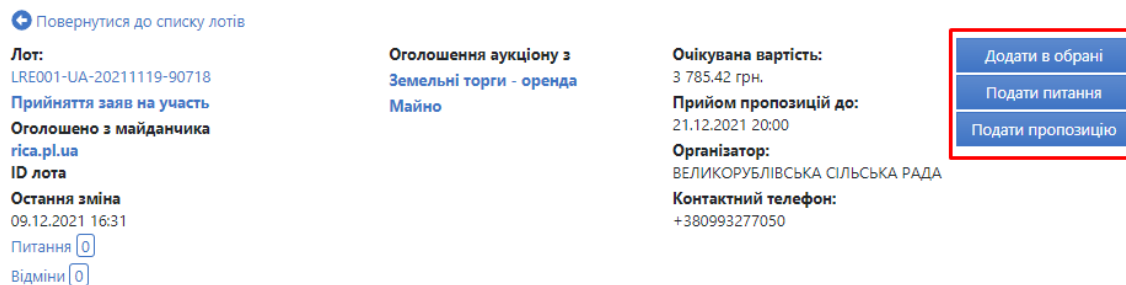 Повернутися до списку лотів
Лот:
LRE001-UA-20211119-90718
Прийняття заяв на участь
Оголошено з майданчика
rica.pl.ua
ID лота
Остання зміна
09.12.2021 16:31
Питання 0
Відміни 0
Оголошення аукціону з
Земельні торги - оренда
Майно
Очікувана вартість:
3 785.42 грн.
Прийом пропозицій до:
21.12.2021 20:00
Організатор:
ВЕЛИКОРУБЛІВСЬКА СІЛЬСЬКА РАДА
Контактний телефон:
+380993277050
Додати в обрані
Подати питання
Подати пропозицію